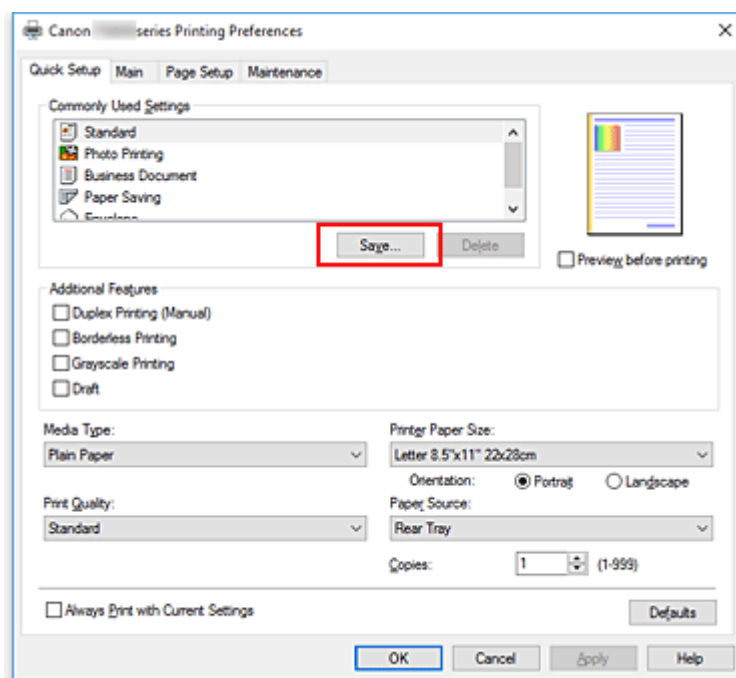 Canon series Printing Preferences
Quick Setup Main Page Setup Maintenance
Commonly Used Settings
Standard
Photo Printing
Business Document
Paper Saving
Save... Delete
Preview before printing
Additional Features
Duplex Printing (Manual)
Borderless Printing
Grayscale Printing
Draft
Media Type: Printer Paper Size:
Plain Paper Letter 8.5"x11" 22x28cm
Orientation: Portrait Landscape
Print Quality: Paper Source:
Standard Rear Tray
Copies: 1 (1-999)
Always Print with Current Settings Defaults
OK Cancel Apply Help